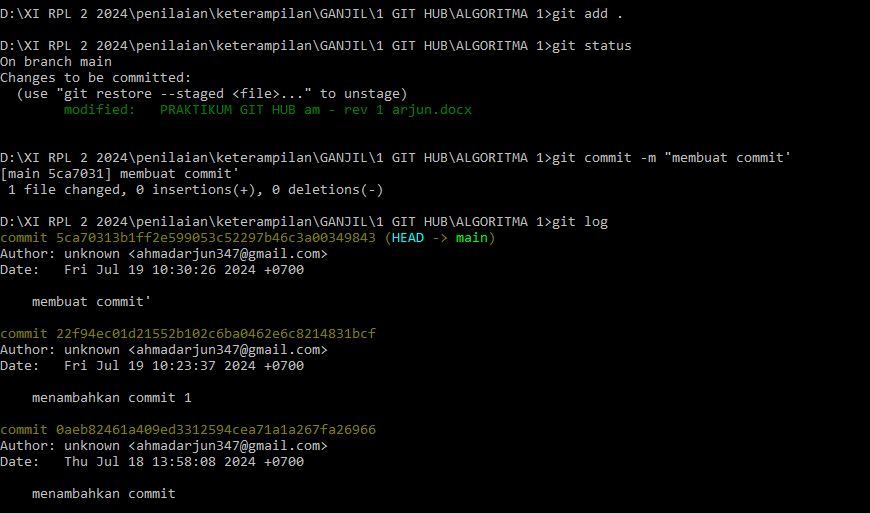 D:\XI RPL 2 2024\penilaian\keterampilan\GANJIL\1 GIT HUB\ALGORITMA 1>git add .
D:\XI RPL 2 2024\penilaian\keterampilan\GANJIL\1 GIT HUB\ALGORITMA 1>git status
On branch main
Changes to be committed:
  (use "git restore --staged <file>..." to unstage)
        modified:   PRAKTIKUM GIT HUB am - rev 1 arjun.docx
D:\XI RPL 2 2024\penilaian\keterampilan\GANJIL\1 GIT HUB\ALGORITMA 1>git commit -m "membuat commit'
[main 5ca7031] membuat commit'
 1 file changed, 0 insertions(+), 0 deletions(-)
D:\XI RPL 2 2024\penilaian\keterampilan\GANJIL\1 GIT HUB\ALGORITMA 1>git log
commit 5ca70313b1ff2e599053c52297b46c3a00349843 (HEAD -> main)
Author: unknown <ahmadarjun347@gmail.com>
Date:   Fri Jul 19 10:30:26 2024 +0700
    membuat commit'
commit 22f94ec01d21552b102c6ba0462e6c8214831bcf
Author: unknown <ahmadarjun347@gmail.com>
Date:   Fri Jul 19 10:23:37 2024 +0700
    menambahkan commit 1
commit 0aeb82461a409ed3312594cea71a1a267fa26966
Author: unknown <ahmadarjun347@gmail.com>
Date:   Thu Jul 18 13:58:08 2024 +0700
    menambahkan commit